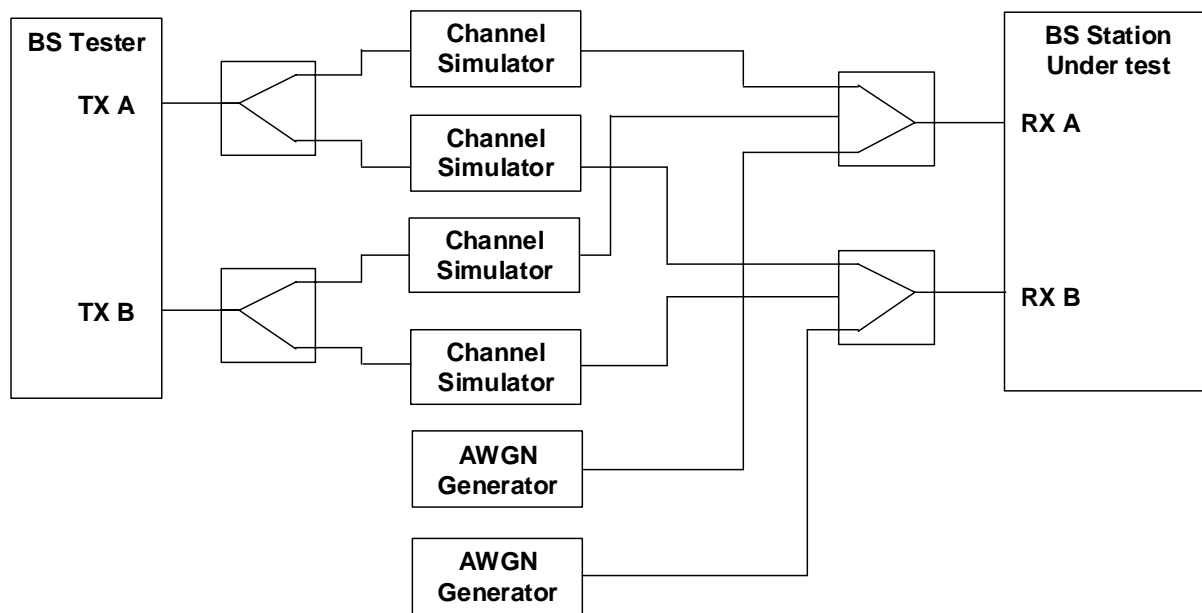 BS Tester
TX A
TX B
Channel
Simulator
Channel
Simulator
Channel
Simulator
Channel
Simulator
AWGN
Generator
AWGN
Generator
BS Station
Under test
RX A
RX B